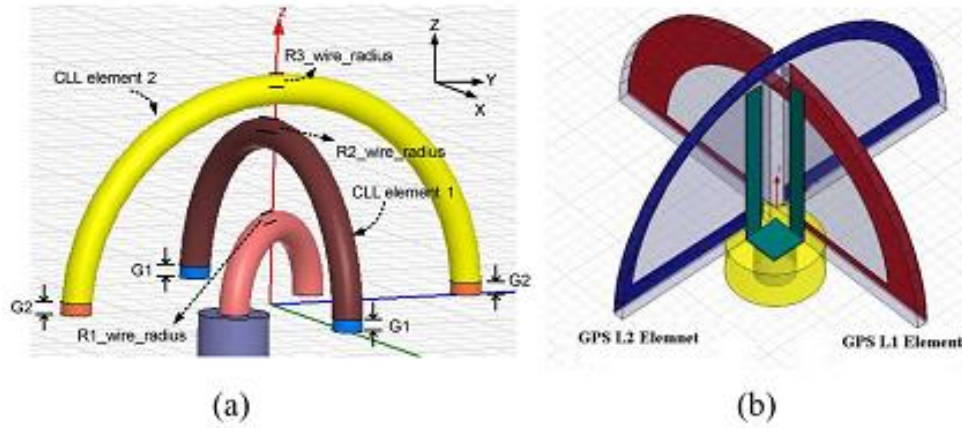 z
R3_wire_radius
CLL element 2
Z
Y
X
R2_wire_radius
CLL element 1
G1
G2
G2
G1
R1_wire_radius
GPS L2 Elemnet
GPS L1 Element
(a)
(b)